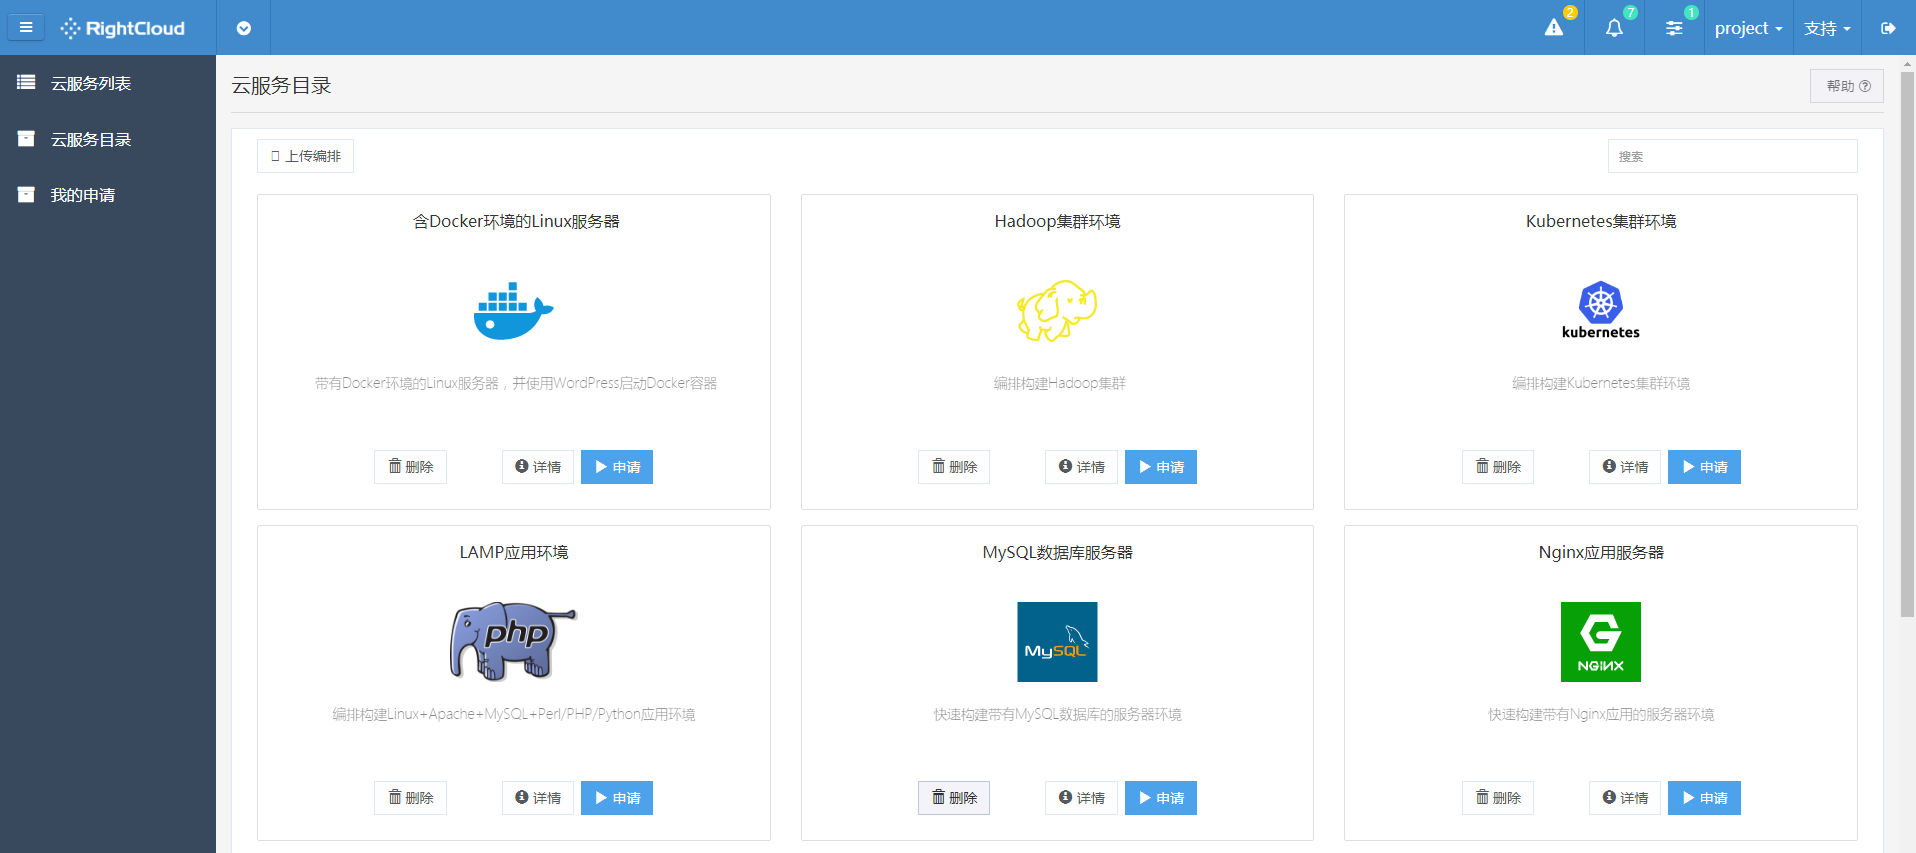 RightCloud
2
7
1
project
支持
云服务列表
云服务目录
我的申请
云服务目录
帮助
上传编排
搜索
含Docker环境的Linux服务器
带有Docker环境的Linux服务器，并使用WordPress启动Docker容器
删除 详情 申请
Hadoop集群环境
编排构建Hadoop集群
删除 详情 申请
Kubernetes集群环境
kubernetes
编排构建Kubernetes集群环境
删除 详情 申请
LAMP应用环境
php
编排构建Linux+Apache+MySQL+Perl/PHP/Python应用环境
删除 详情 申请
MySQL数据库服务器
MySQL
快速构建带有MySQL数据库的服务器环境
删除 详情 申请
Nginx应用服务器
NGINX
快速构建带有Nginx应用的服务器环境
删除 详情 申请